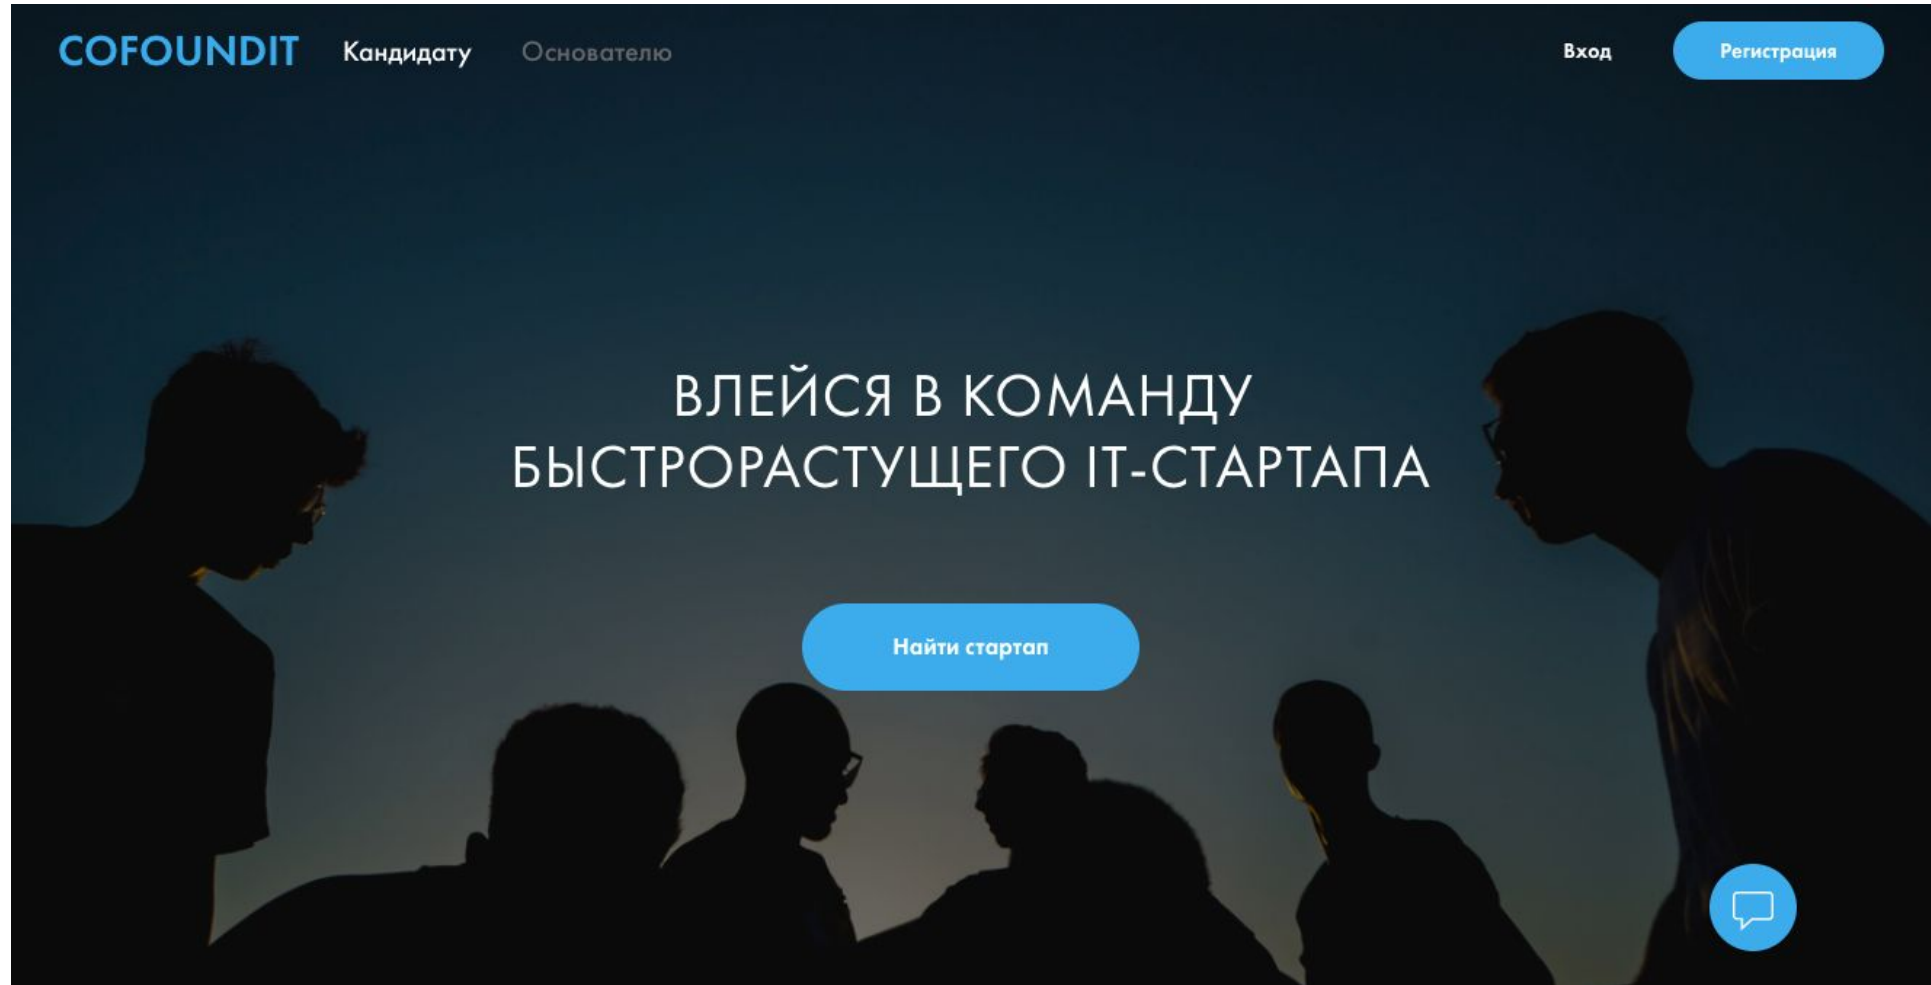 COFOUNDIT Кандидату Основателю Вход Регистрация
ВЛЕЙСЯ В КОМАНДУ
БЫСТРОРАСТУЩЕГО IT-СТАРТАПА
Найти стартап